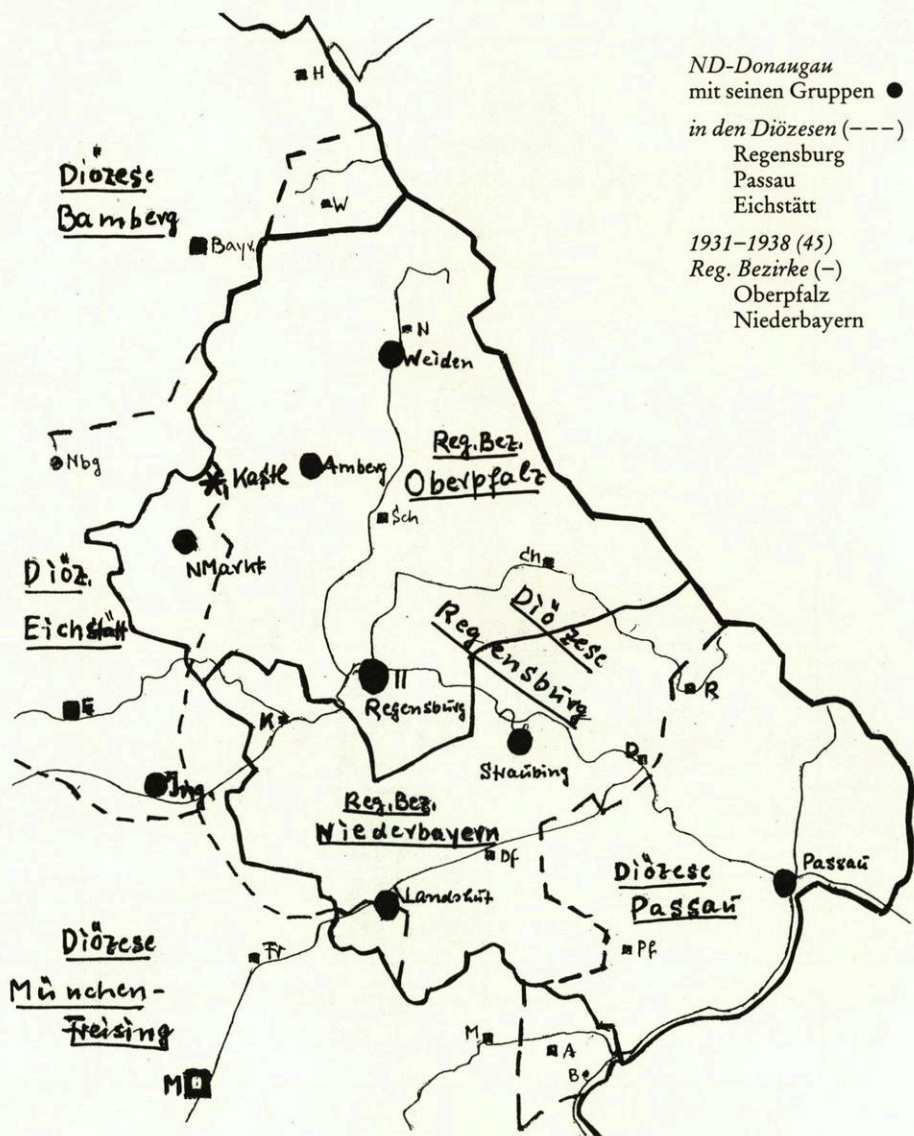 ND-Donaugau
mit seinen Gruppen ●
in den Diözesen (---)
Regensburg
Passau
Eichstätt
1931–1938 (45)
Reg. Bezirke (–)
Oberpfalz
Niederbayern
H
Diözese
Bamberg
W
Bayr.
N
Weiden
Nbg
Kastl
Amberg
Reg. Bez.
Oberpfalz
Sch
NMarkt
Ch
Diöz.
Eichstätt
Diözese
Regensburg
E
K
II
Regensburg
R
Straubing
D
Ing
Reg. Bez.
Niederbayern
Df
Diözese
Passau
Passau
Landshut
Pf
Diözese
München-
Freising
Fr
M
A
Be
M